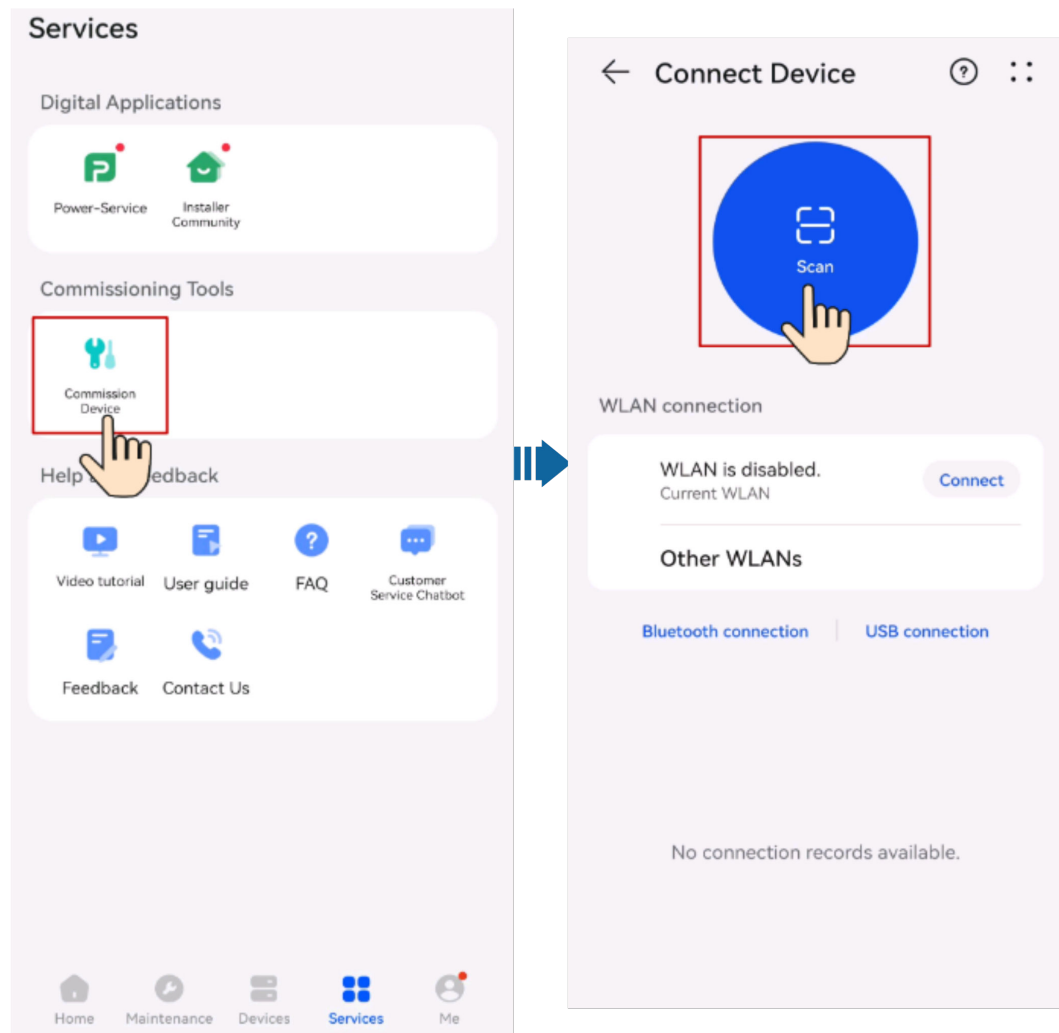 Services
Digital Applications
Power-Service
Installer
Community
Commissioning Tools
Commission
Device
Help edback
Video tutorial
User guide
FAQ
Customer
Service Chatbot
Feedback
Contact Us
Home
Maintenance
Devices
Services
Me
Connect Device
Scan
WLAN connection
WLAN is disabled.
Current WLAN
Connect
Other WLANs
Bluetooth connection
USB connection
No connection records available.